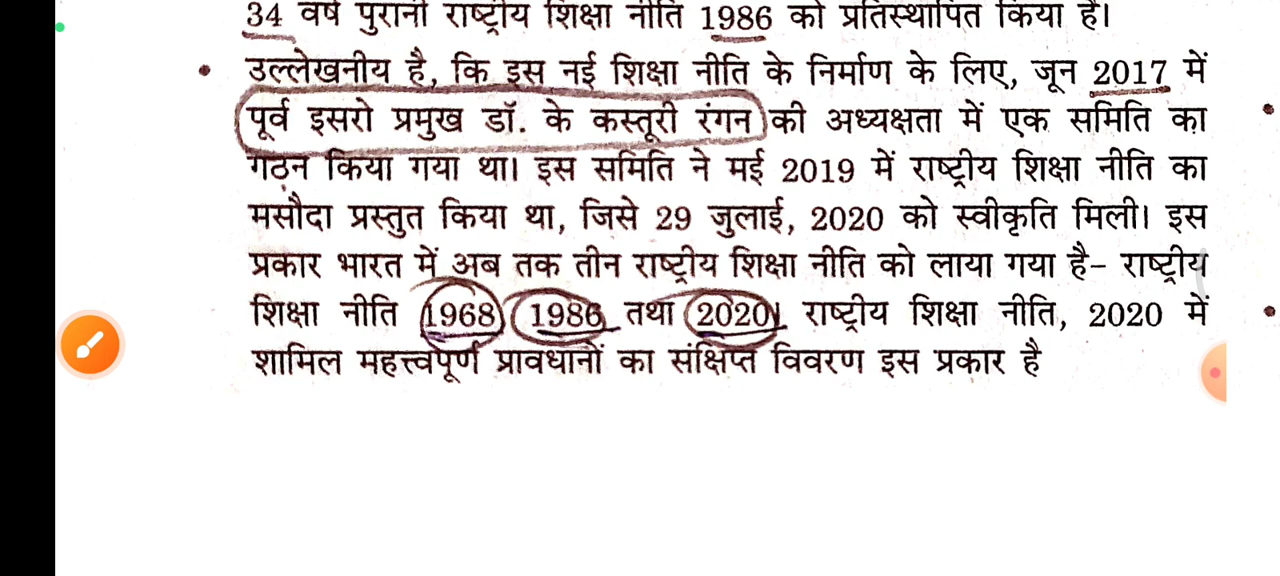 34 वर्ष पुरानी राष्ट्रीय शिक्षा नीति 1986 को प्रतिस्थापित किया है।
• उल्लेखनीय है, कि इस नई शिक्षा नीति के निर्माण के लिए, जून 2017 में
पूर्व इसरो प्रमुख डॉ. के कस्तूरी रंगन की अध्यक्षता में एक समिति का
गठन किया गया था। इस समिति ने मई 2019 में राष्ट्रीय शिक्षा नीति का
मसौदा प्रस्तुत किया था, जिसे 29 जुलाई, 2020 को स्वीकृति मिली। इस
प्रकार भारत में अब तक तीन राष्ट्रीय शिक्षा नीति को लाया गया है– राष्ट्रीय
शिक्षा नीति 1968, 1986 तथा 2020। राष्ट्रीय शिक्षा नीति, 2020 में
शामिल महत्त्वपूर्ण प्रावधानों का संक्षिप्त विवरण इस प्रकार है